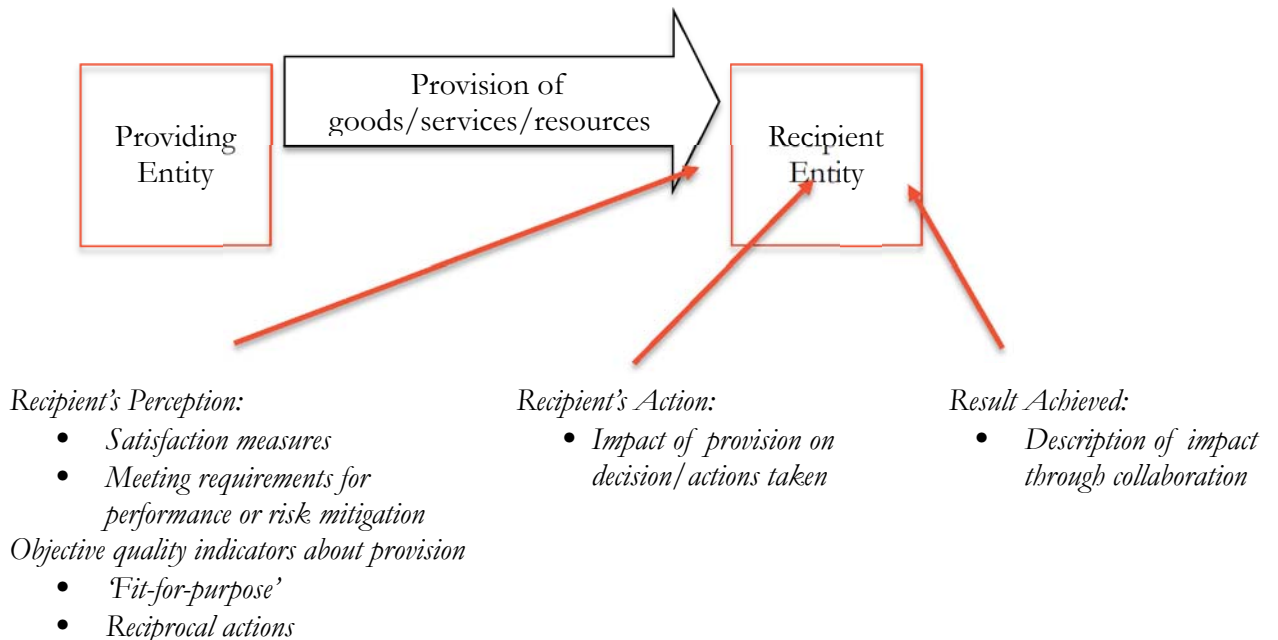 Providing
Entity
Provision of
goods/services/resources
Recipient
Entity
Recipient’s Perception:
• Satisfaction measures
• Meeting requirements for
performance or risk mitigation
Objective quality indicators about provision
• ‘Fit-for-purpose’
• Reciprocal actions
Recipient’s Action:
• Impact of provision on
decision/actions taken
Result Achieved:
• Description of impact
through collaboration